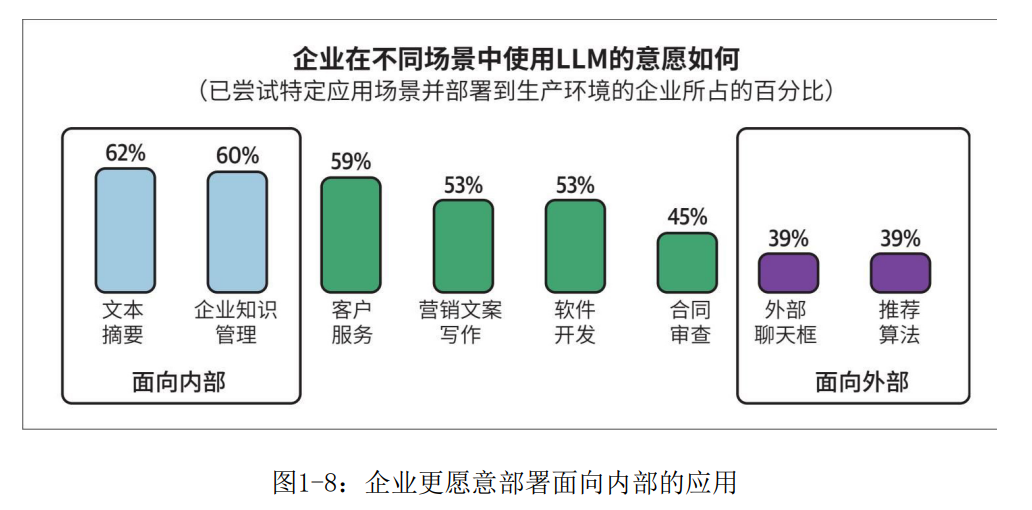 企业在不同场景中使用LLM的意愿如何
（已尝试特定应用场景并部署到生产环境的企业所占的百分比）
62%
60%
59%
53%
53%
45%
39%
39%
文本
摘要
企业知识
管理
客户
服务
营销文案
写作
软件
开发
合同
审查
外部
聊天框
推荐
算法
面向内部
面向外部
图1-8：企业更愿意部署面向内部的应用